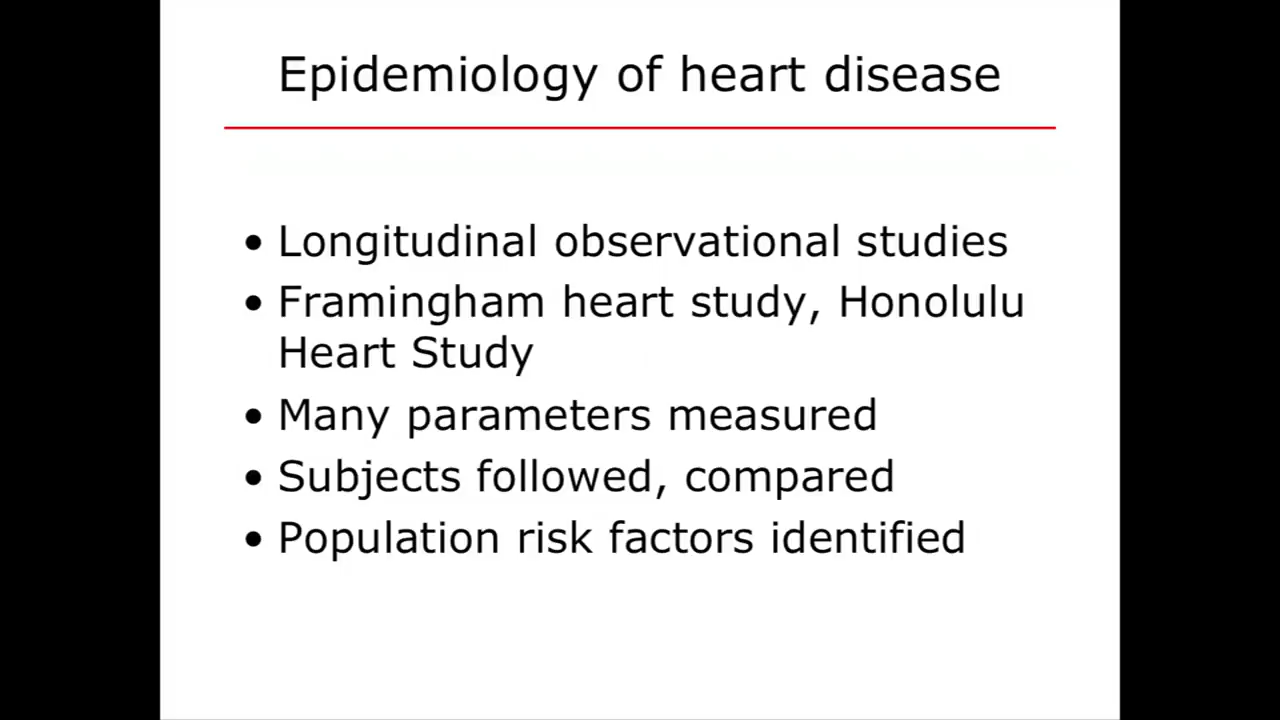 Epidemiology of heart disease
• Longitudinal observational studies
• Framingham heart study, Honolulu
Heart Study
• Many parameters measured
• Subjects followed, compared
• Population risk factors identified